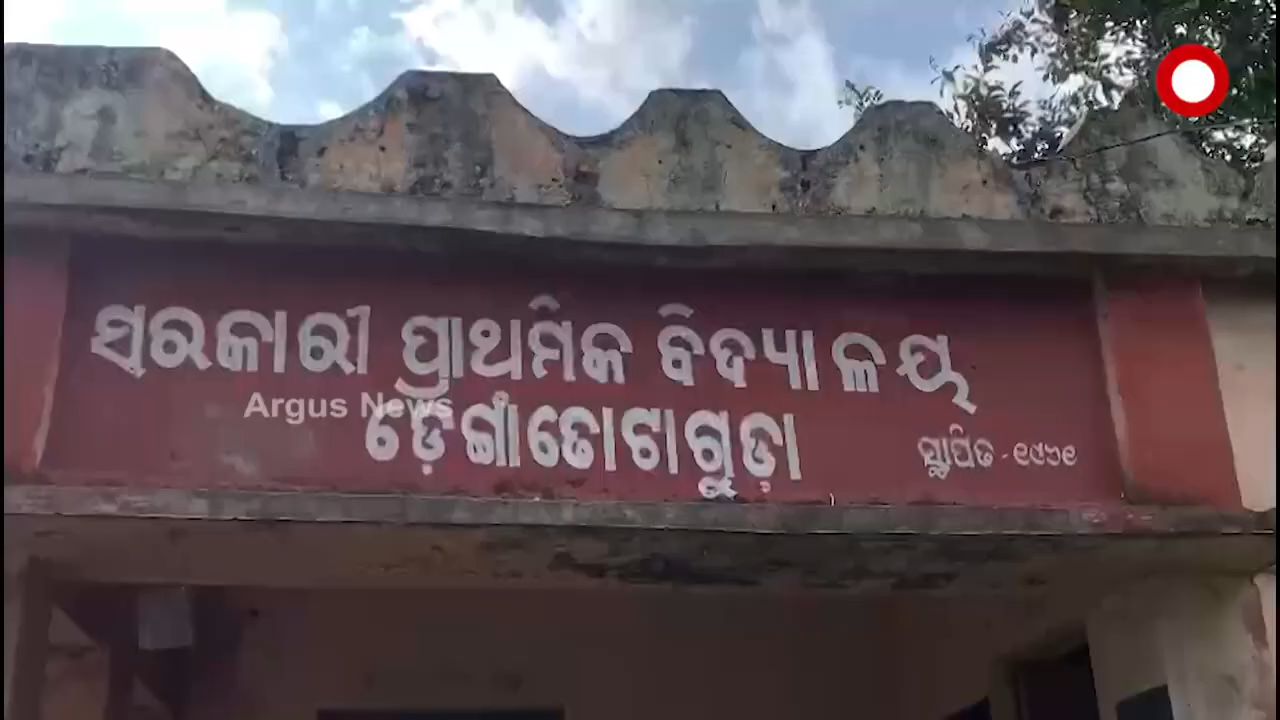 ସରକାରୀ ପ୍ରାଥମିକ ବିଦ୍ୟାଳୟ
Argus News
ଡ଼େଙ୍ଗାଁତୋଟାଗୁଡ଼ା
ସ୍ଥାପିତ - ୧୯୬୧